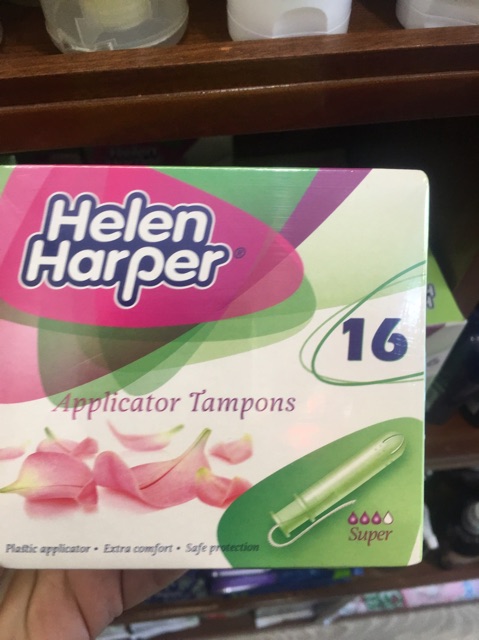 Helen
Harper®
16
Applicator Tampons
Super
Plastic applicator • Extra comfort • Safe protection